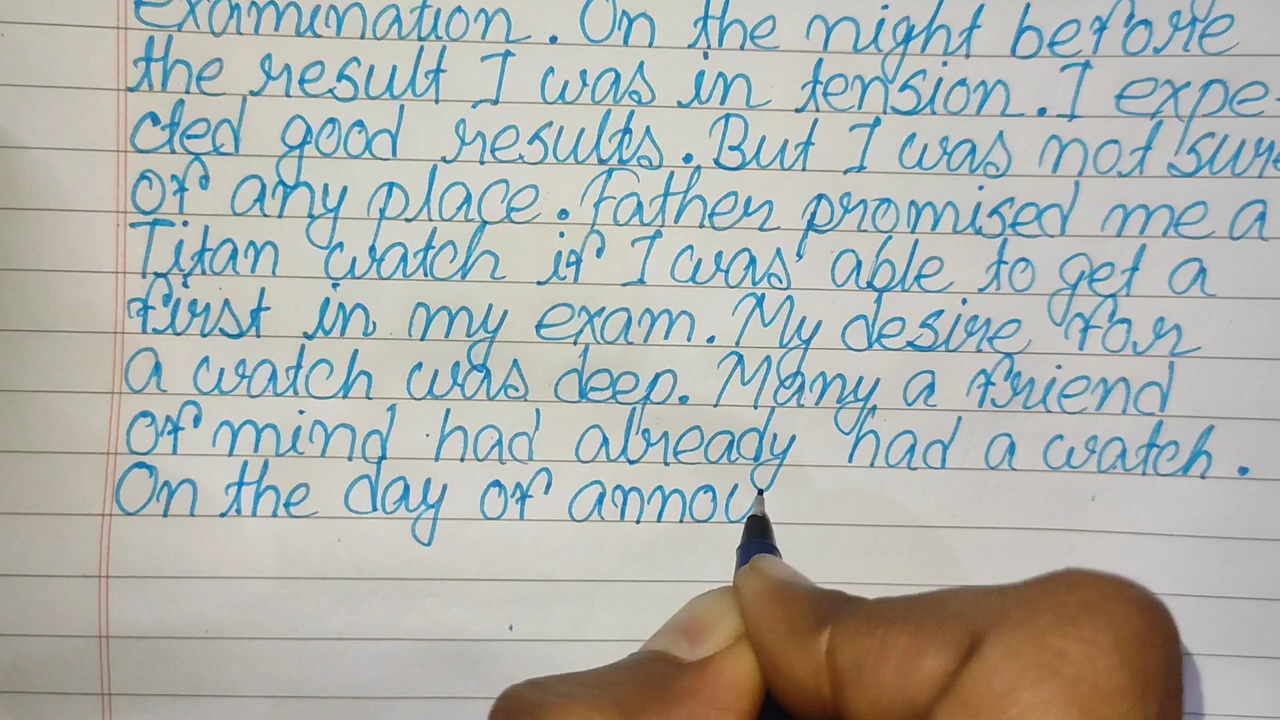 examination. On the night before
the result I was in tension. I expe-
cted good results. But I was not sure
of any place. Father promised me a
Titan watch if I was able to get a
first in my exam. My desire for
a watch was deep. Many a friend
of mind had already had a watch.
On the day of annou